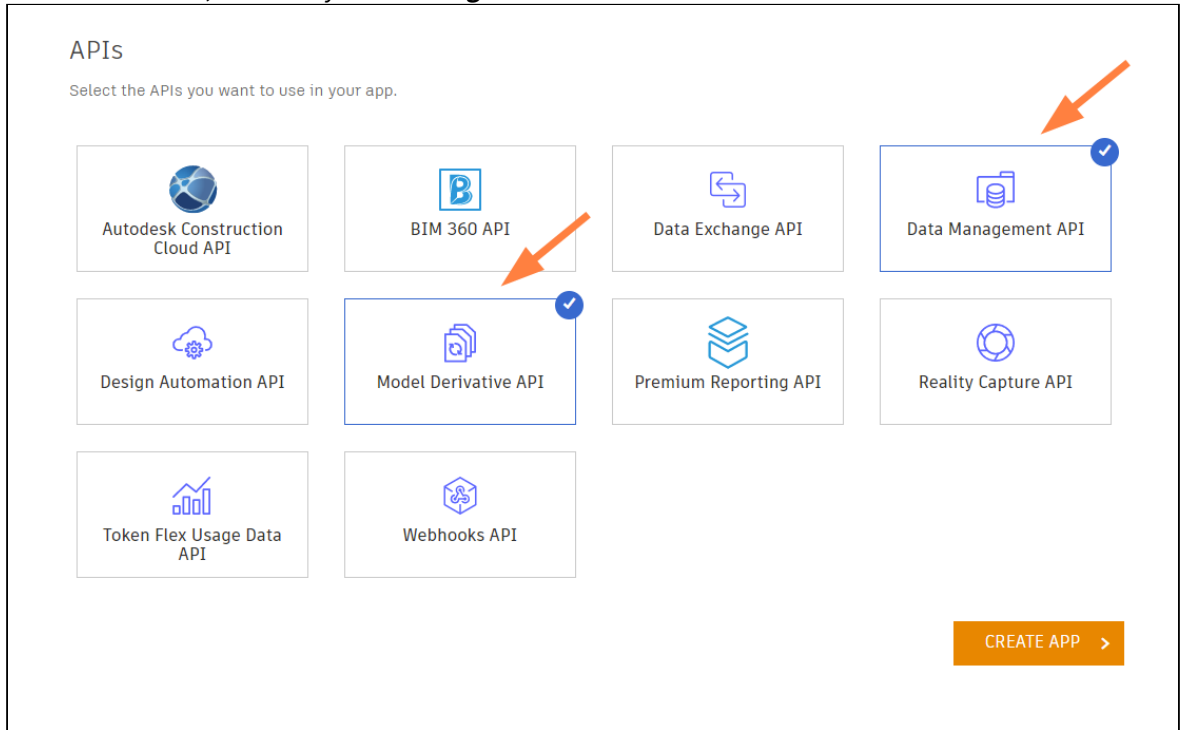 APIs
Select the APIs you want to use in your app.
Autodesk Construction
Cloud API
BIM 360 API
Data Exchange API
Data Management API
Design Automation API
Model Derivative API
Premium Reporting API
Reality Capture API
Token Flex Usage Data
API
Webhooks API
CREATE APP